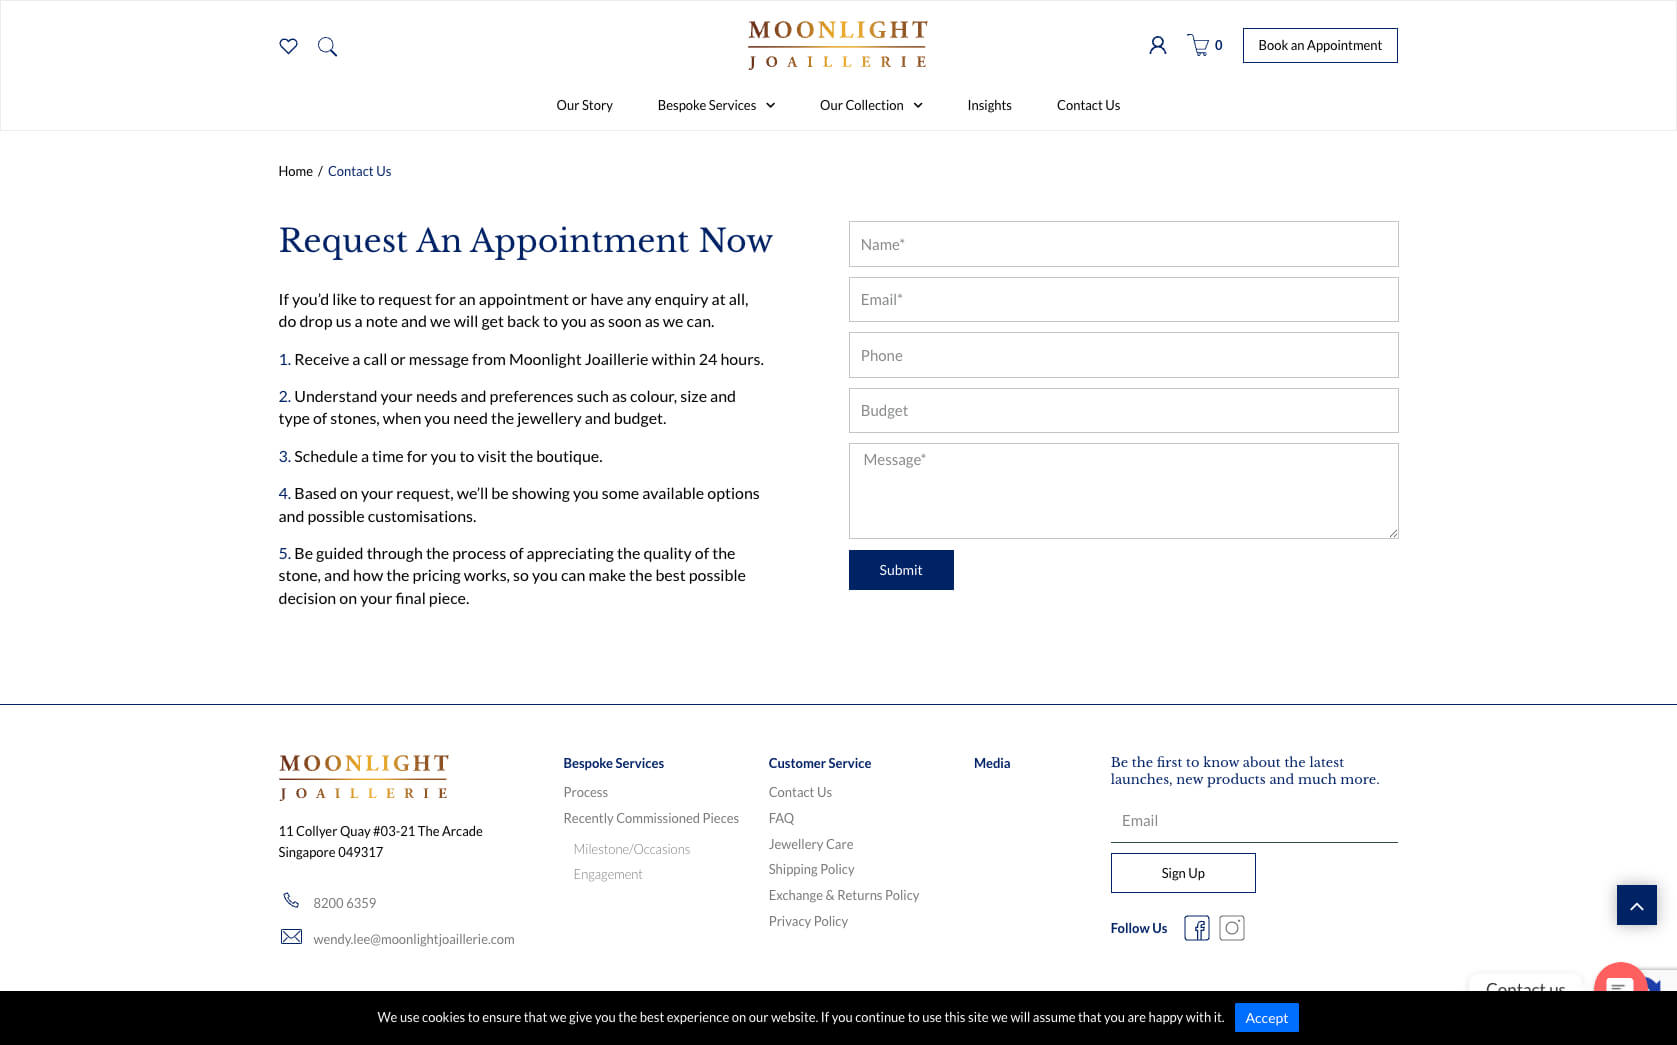 MOONLIGHT
JOAILLERIE
0
Book an Appointment
Our Story
Bespoke Services
Our Collection
Insights
Contact Us
Home / Contact Us
Request An Appointment Now
If you’d like to request for an appointment or have any enquiry at all,
do drop us a note and we will get back to you as soon as we can.
1. Receive a call or message from Moonlight Joaillerie within 24 hours.
2. Understand your needs and preferences such as colour, size and
type of stones, when you need the jewellery and budget.
3. Schedule a time for you to visit the boutique.
4. Based on your request, we’ll be showing you some available options
and possible customisations.
5. Be guided through the process of appreciating the quality of the
stone, and how the pricing works, so you can make the best possible
decision on your final piece.
Name*
Email*
Phone
Budget
Message*
Submit
MOONLIGHT
JOAILLERIE
11 Collyer Quay #03-21 The Arcade
Singapore 049317
8200 6359
wendy.lee@moonlightjoaillerie.com
Bespoke Services
Process
Recently Commissioned Pieces
Milestone/Occasions
Engagement
Customer Service
Contact Us
FAQ
Jewellery Care
Shipping Policy
Exchange & Returns Policy
Privacy Policy
Media
Be the first to know about the latest
launches, new products and much more.
Email
Sign Up
Follow Us
Contact us
We use cookies to ensure that we give you the best experience on our website. If you continue to use this site we will assume that you are happy with it.
Accept